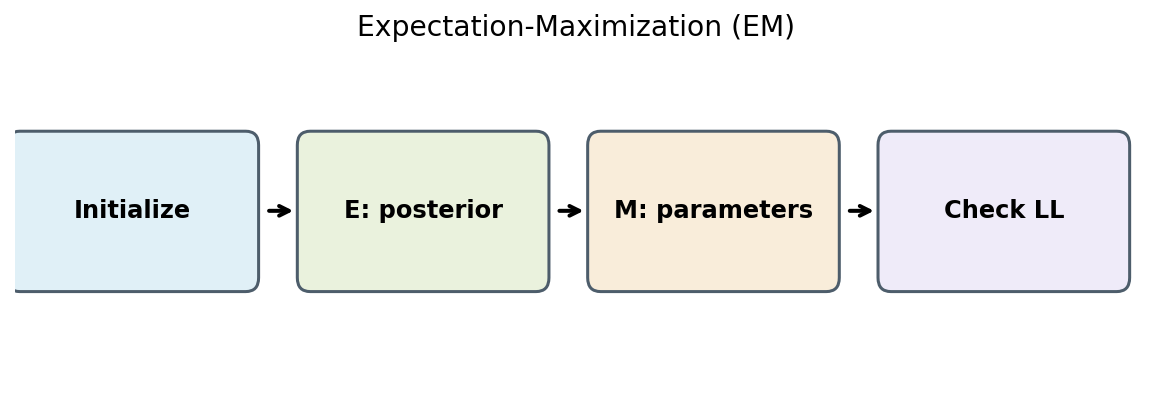 Expectation-Maximization (EM)
Initialize
E: posterior
M: parameters
Check LL